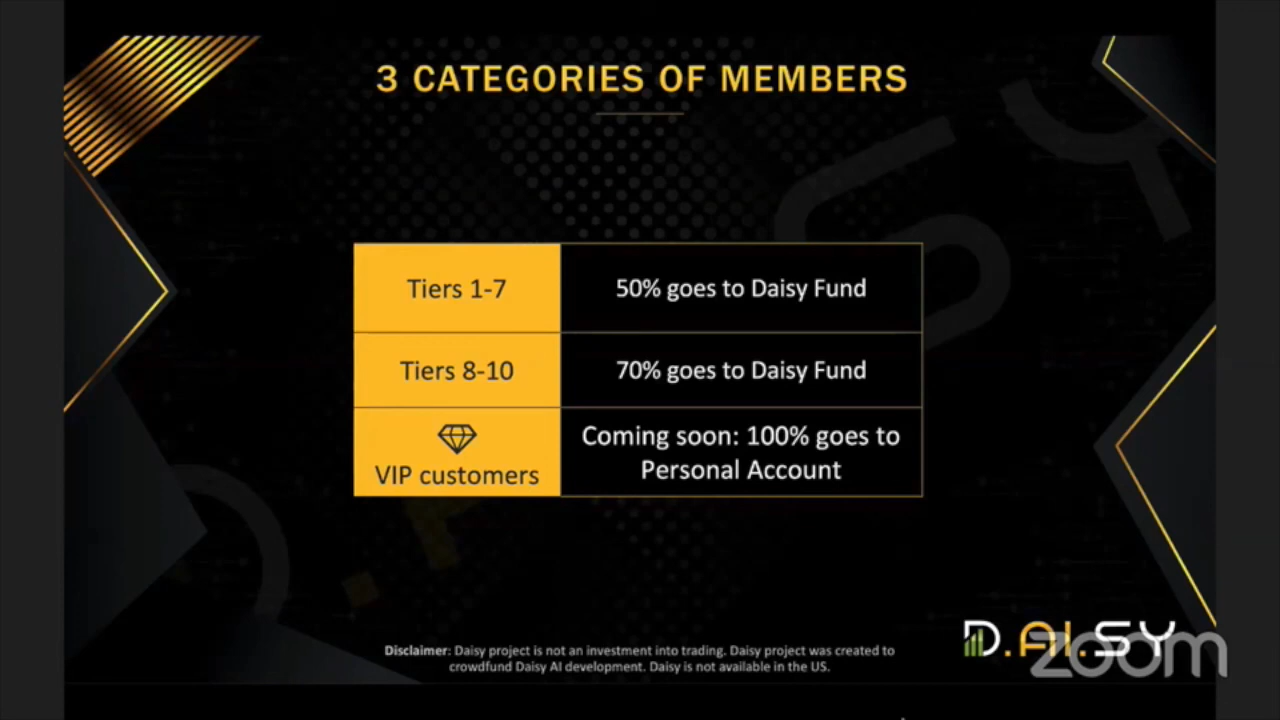 3 CATEGORIES OF MEMBERS
Tiers 1-7
50% goes to Daisy Fund
Tiers 8-10
70% goes to Daisy Fund
VIP customers
Coming soon: 100% goes to
Personal Account
Disclaimer: Daisy project is not an investment into trading. Daisy project was created to
crowdfund Daisy AI development. Daisy is not available in the US.
D.AI.SY
zoom